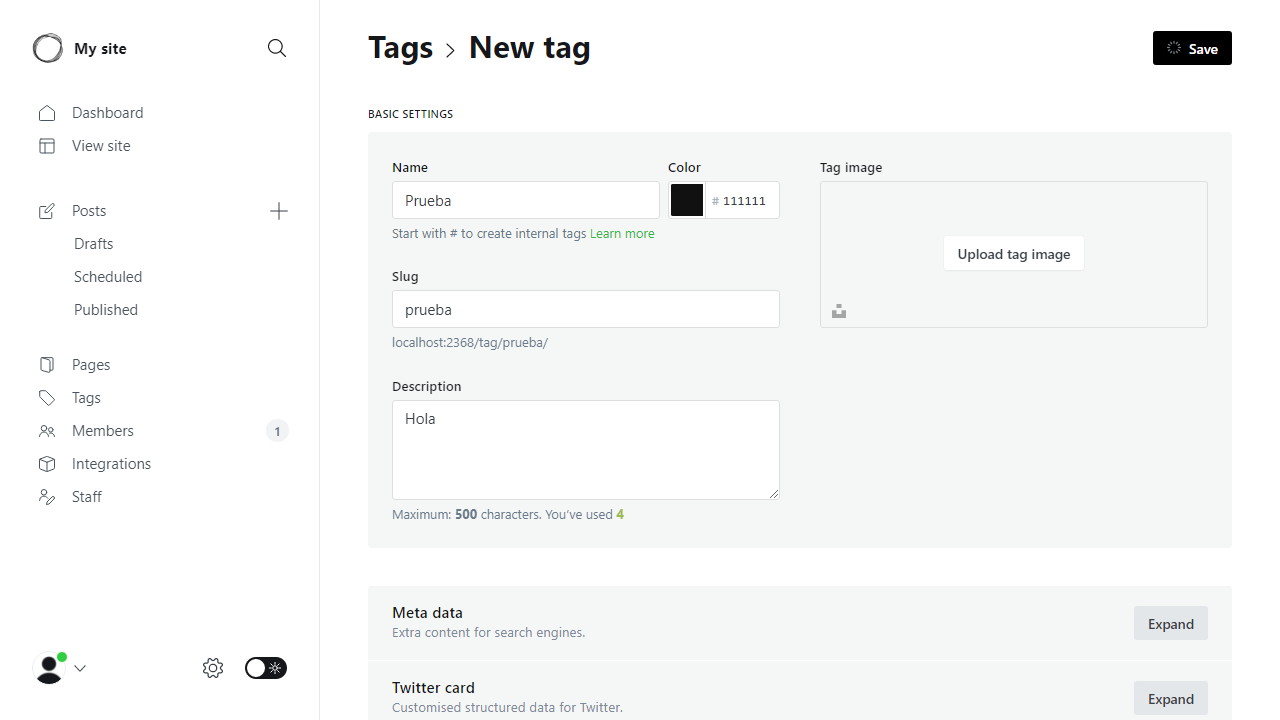 My site
Dashboard
View site
Posts
Drafts
Scheduled
Published
Pages
Tags
Members 1
Integrations
Staff
Tags > New tag
Save
BASIC SETTINGS
Name
Prueba
Color
# 111111
Start with # to create internal tags Learn more
Slug
prueba
localhost:2368/tag/prueba/
Description
Hola
Maximum: 500 characters. You’ve used 4
Tag image
Upload tag image
Meta data
Extra content for search engines.
Expand
Twitter card
Customised structured data for Twitter.
Expand